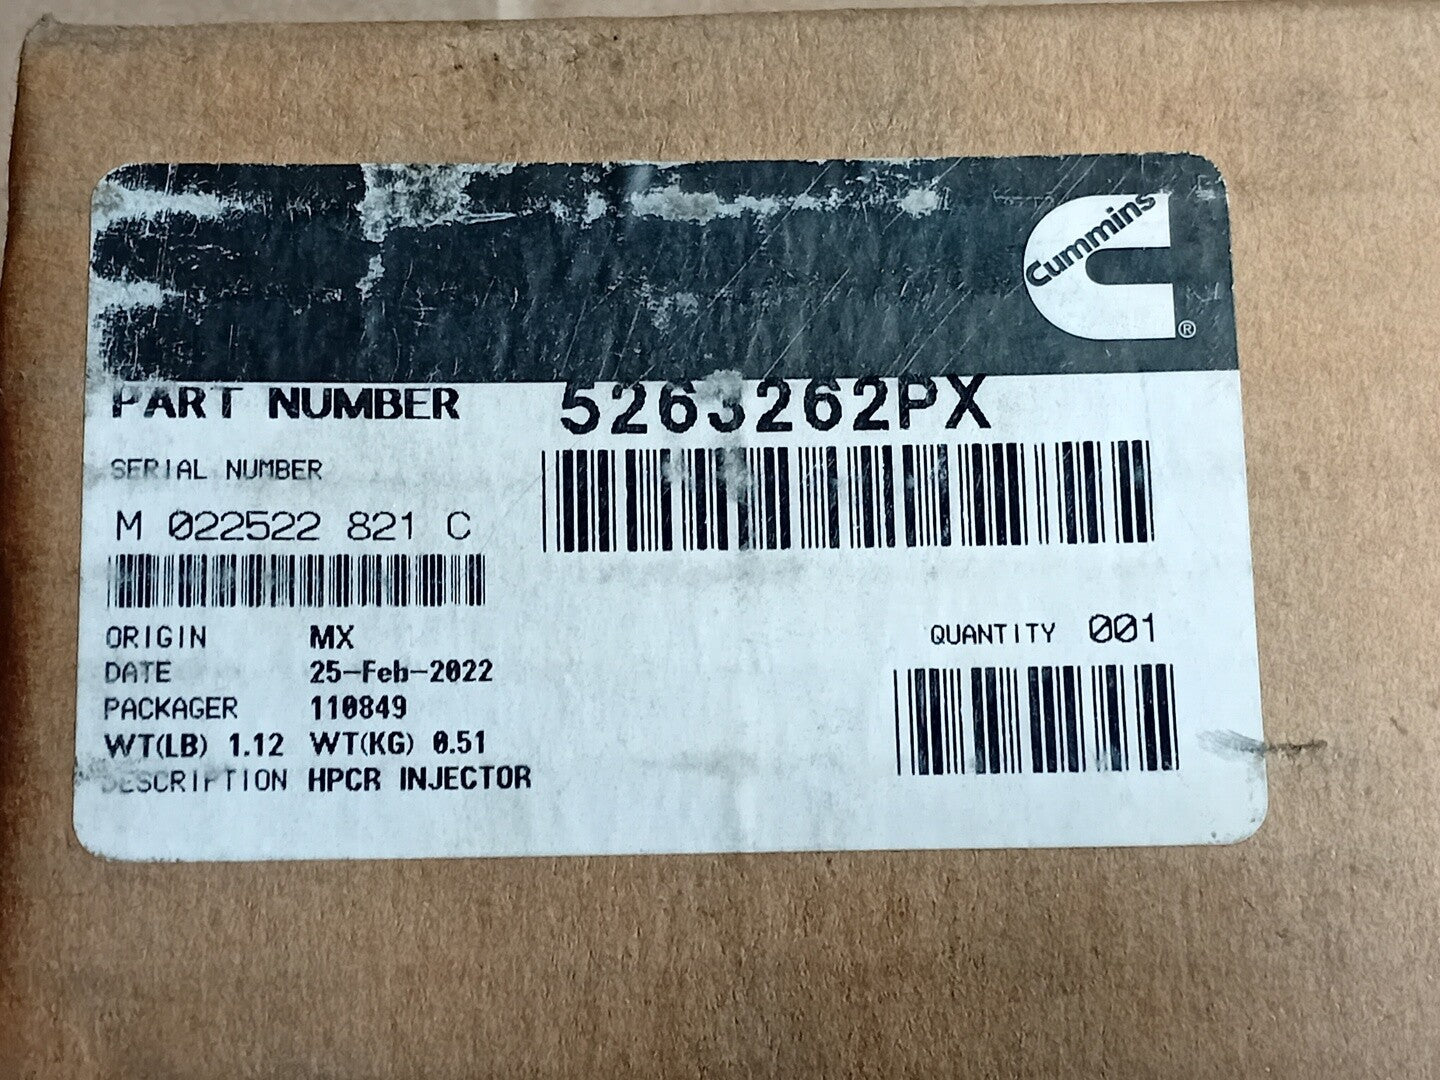 Cummins
®
PART NUMBER 5263262PX
SERIAL NUMBER
M 022522 821 C
ORIGIN MX
QUANTITY 001
DATE 25-Feb-2022
PACKAGER 110849
WT(LB) 1.12 WT(KG) 0.51
DESCRIPTION HPCR INJECTOR